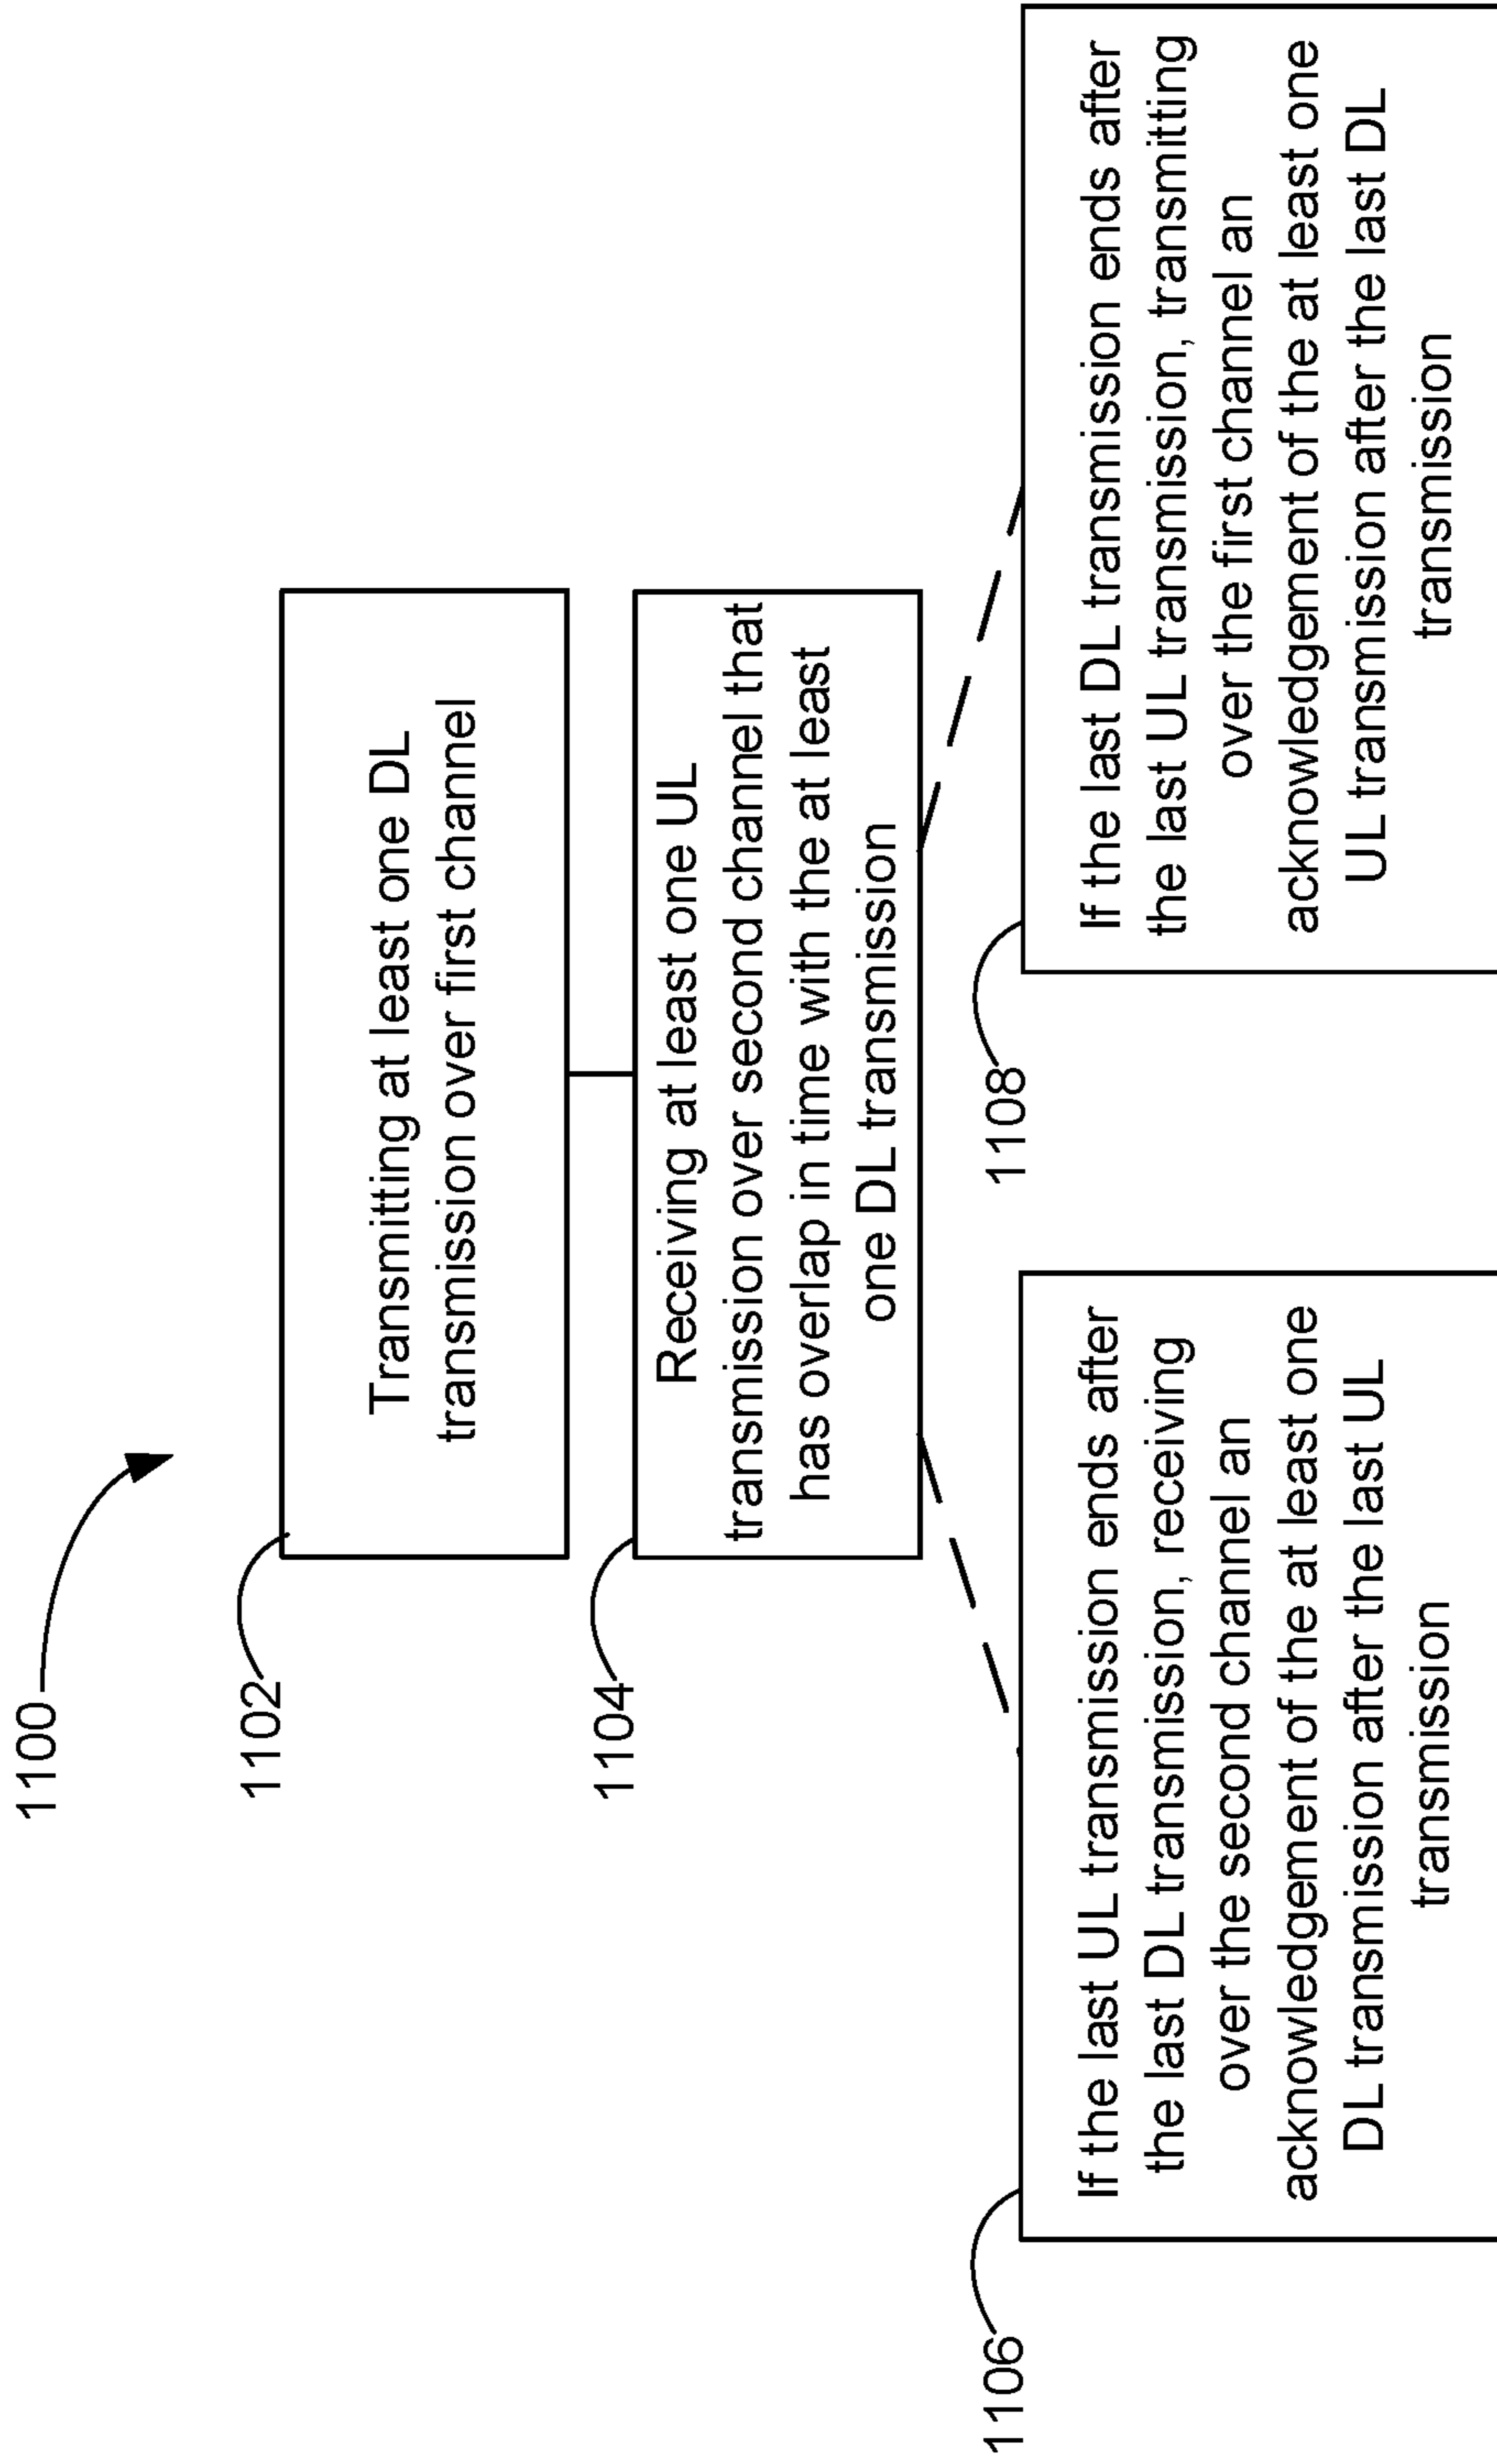 1100
1102
Transmitting at least one DL
transmission over first channel
1104
Receiving at least one UL
transmission over second channel that
has overlap in time with the at least
one DL transmission
1106
If the last UL transmission ends after
the last DL transmission, receiving
over the second channel an
acknowledgement of the at least one
DL transmission after the last UL
transmission
1108
If the last DL transmission ends after
the last UL transmission, transmitting
over the first channel an
acknowledgement of the at least one
UL transmission after the last DL
transmission